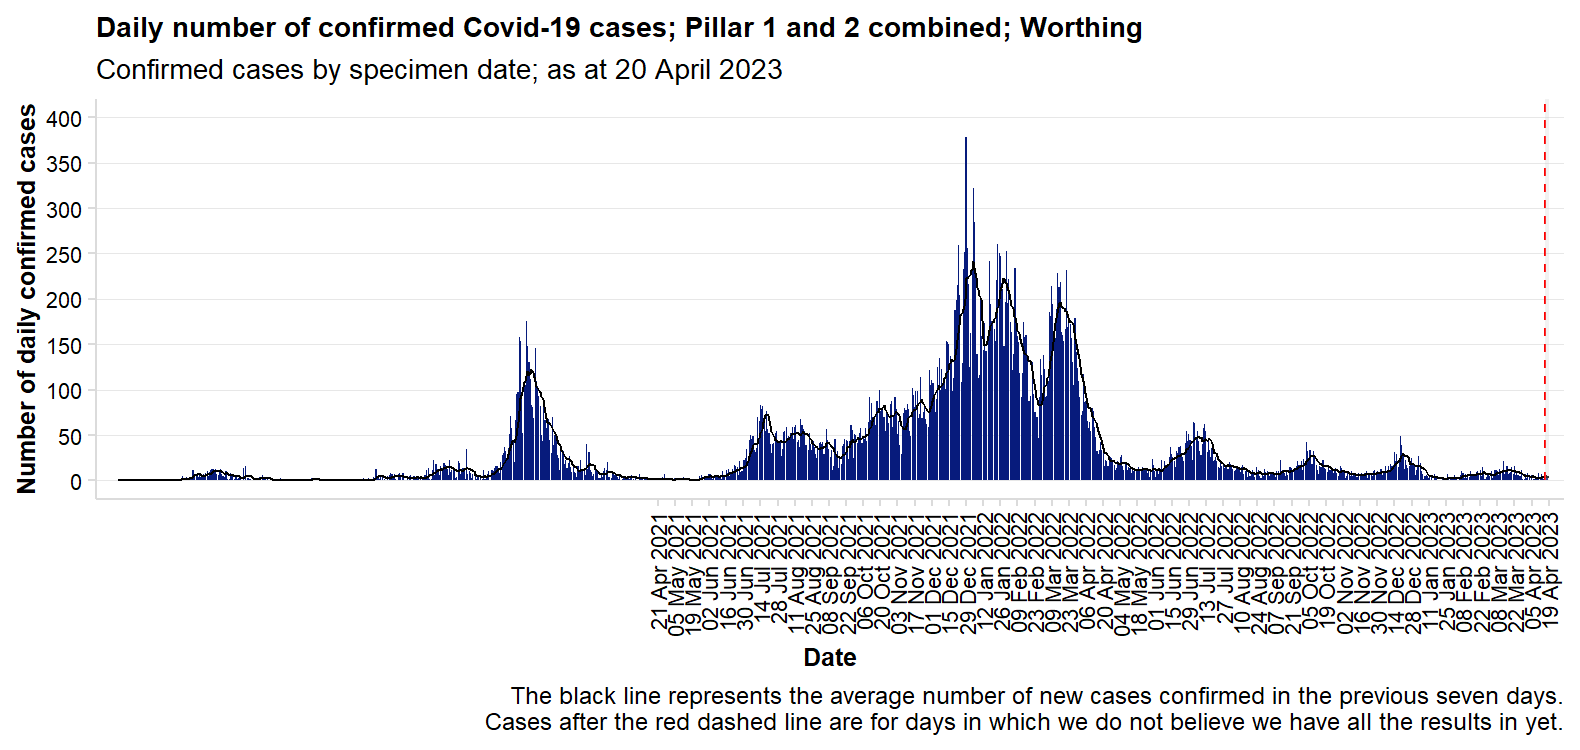 Daily number of confirmed Covid-19 cases; Pillar 1 and 2 combined; Worthing
Confirmed cases by specimen date; as at 20 April 2023
Number of daily confirmed cases
400
350
300
250
200
150
100
50
0
21 Apr 2021
05 May 2021
19 May 2021
02 Jun 2021
16 Jun 2021
30 Jun 2021
14 Jul 2021
28 Jul 2021
11 Aug 2021
25 Aug 2021
08 Sep 2021
22 Sep 2021
06 Oct 2021
20 Oct 2021
03 Nov 2021
17 Nov 2021
01 Dec 2021
15 Dec 2021
29 Dec 2021
12 Jan 2022
26 Jan 2022
09 Feb 2022
23 Feb 2022
09 Mar 2022
23 Mar 2022
06 Apr 2022
20 Apr 2022
04 May 2022
18 May 2022
01 Jun 2022
15 Jun 2022
29 Jun 2022
13 Jul 2022
27 Jul 2022
10 Aug 2022
24 Aug 2022
07 Sep 2022
21 Sep 2022
05 Oct 2022
19 Oct 2022
02 Nov 2022
16 Nov 2022
30 Nov 2022
14 Dec 2022
28 Dec 2022
11 Jan 2023
25 Jan 2023
08 Feb 2023
22 Feb 2023
08 Mar 2023
22 Mar 2023
05 Apr 2023
19 Apr 2023
Date
The black line represents the average number of new cases confirmed in the previous seven days.
Cases after the red dashed line are for days in which we do not believe we have all the results in yet.